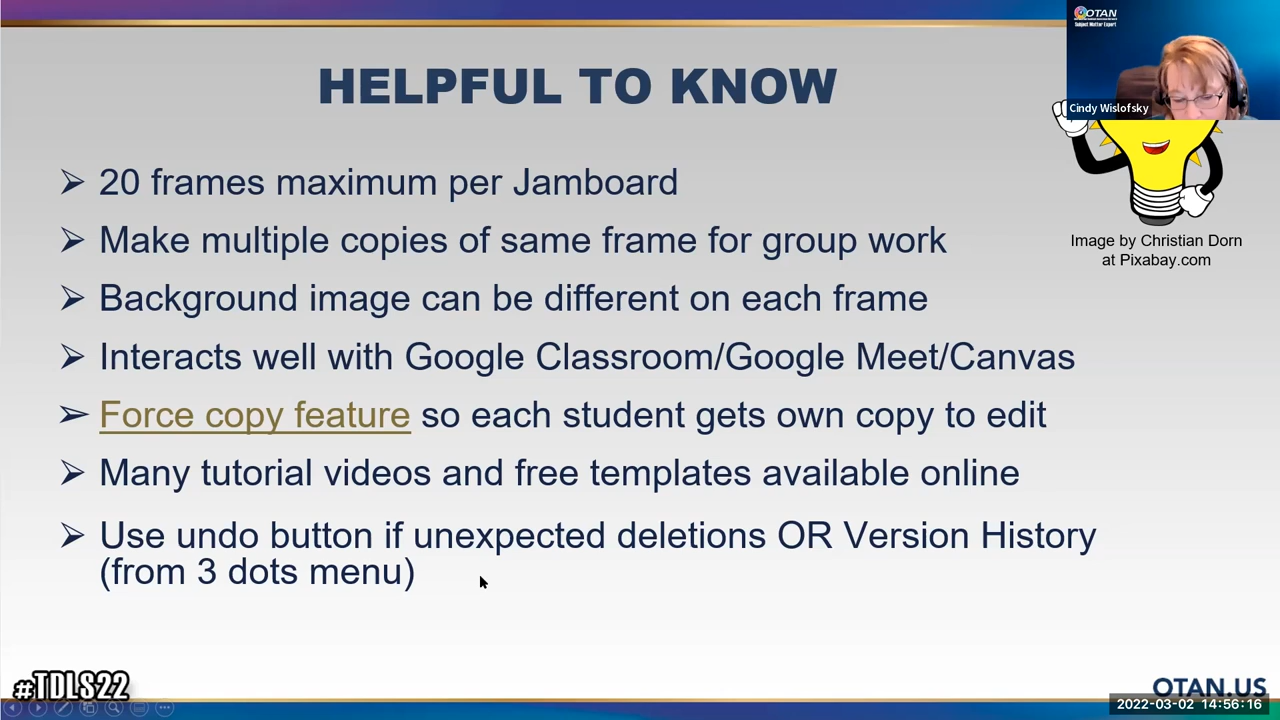 OTAN
Subject Matter Expert
HELPFUL TO KNOW
Cindy Wislofsky
20 frames maximum per Jamboard
Make multiple copies of same frame for group work
Image by Christian Dorn
at Pixabay.com
Background image can be different on each frame
Interacts well with Google Classroom/Google Meet/Canvas
Force copy feature so each student gets own copy to edit
Many tutorial videos and free templates available online
Use undo button if unexpected deletions OR Version History
(from 3 dots menu)
#TDLS22
OTAN.US
2022-03-02 14:56:16